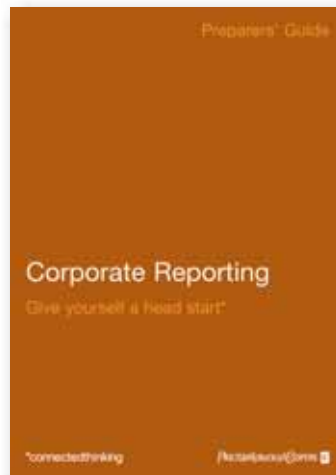 Preparers' Guide
Corporate Reporting
Give yourself a head start*
*connectedthinking
PricewaterhouseCoopers